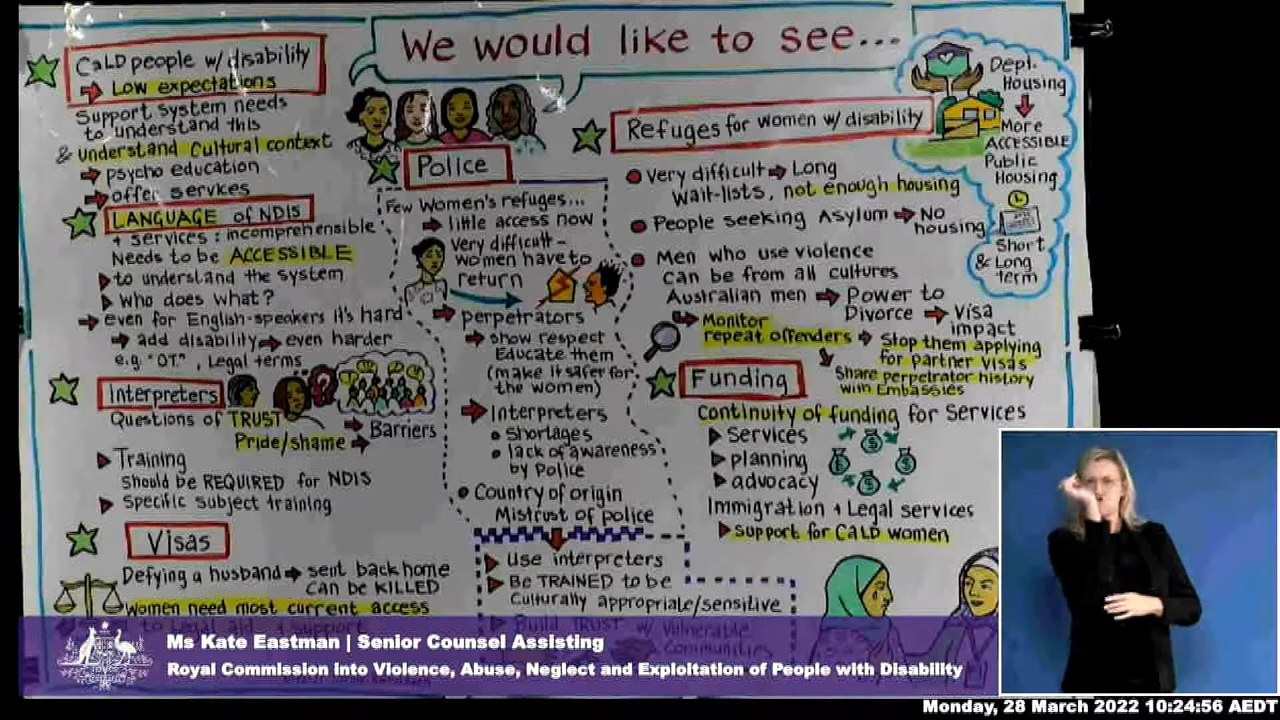 We would like to see...
CaLD people w/ disability
Low expectations
Support system needs
to understand this
& understand cultural context
psycho education
offer services
LANGUAGE of NDIS
+ services : incomprehensible
Needs to be ACCESSIBLE
to understand the system
Who does what?
even for English-speakers it's hard
add disability even harder
e.g. "OT", Legal terms
Interpreters
Questions of TRUST
Pride/shame
Barriers
Training
should be REQUIRED for NDIS
Specific subject training
Visas
Defying a husband sent back home
CAN be KILLED
Women need most current access
to Legal aid + support
Police
Few Women's refuges...
little access now
Very difficult -
women have to
return
perpetrators
show respect
Educate them
(make it safer for
the women)
Interpreters
Shortages
lack of awareness
by Police
Country of origin
Mistrust of police
Use interpreters
Be TRAINED to be
Culturally appropriate/sensitive
Build TRUST w/ Vulnerable
Communities
Refuges for women w/ disability
Very difficult Long
Wait-lists, not enough housing
People seeking Asylum No
housing
Men who use violence
Can be from all cultures
Australian men Power to
Divorce Visa
impact
Monitor
repeat offenders
Stop them applying
for partner visas
Share perpetrator history
with Embassies
Funding
Continuity of funding for Services
Services
planning
advocacy
Immigration + Legal services
support for CALD women
Dept.
Housing
More
ACCESSIBLE
Public
Housing
Short
& Long
term
Ms Kate Eastman | Senior Counsel Assisting
Royal Commission into Violence, Abuse, Neglect and Exploitation of People with Disability
Monday, 28 March 2022 10:24:56 AEDT